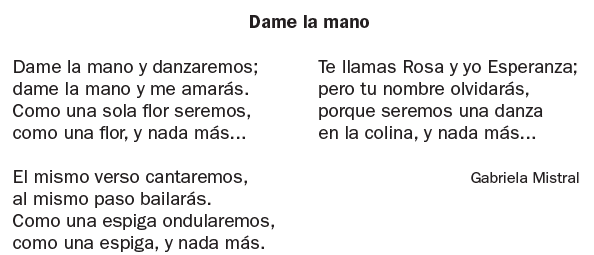 Dame la mano
Dame la mano y danzaremos;
dame la mano y me amarás.
Como una sola flor seremos,
como una flor, y nada más...
El mismo verso cantaremos,
al mismo paso bailarás.
Como una espiga ondularemos,
como una espiga, y nada más.
Te llamas Rosa y yo Esperanza;
pero tu nombre olvidarás,
porque seremos una danza
en la colina, y nada más...
Gabriela Mistral